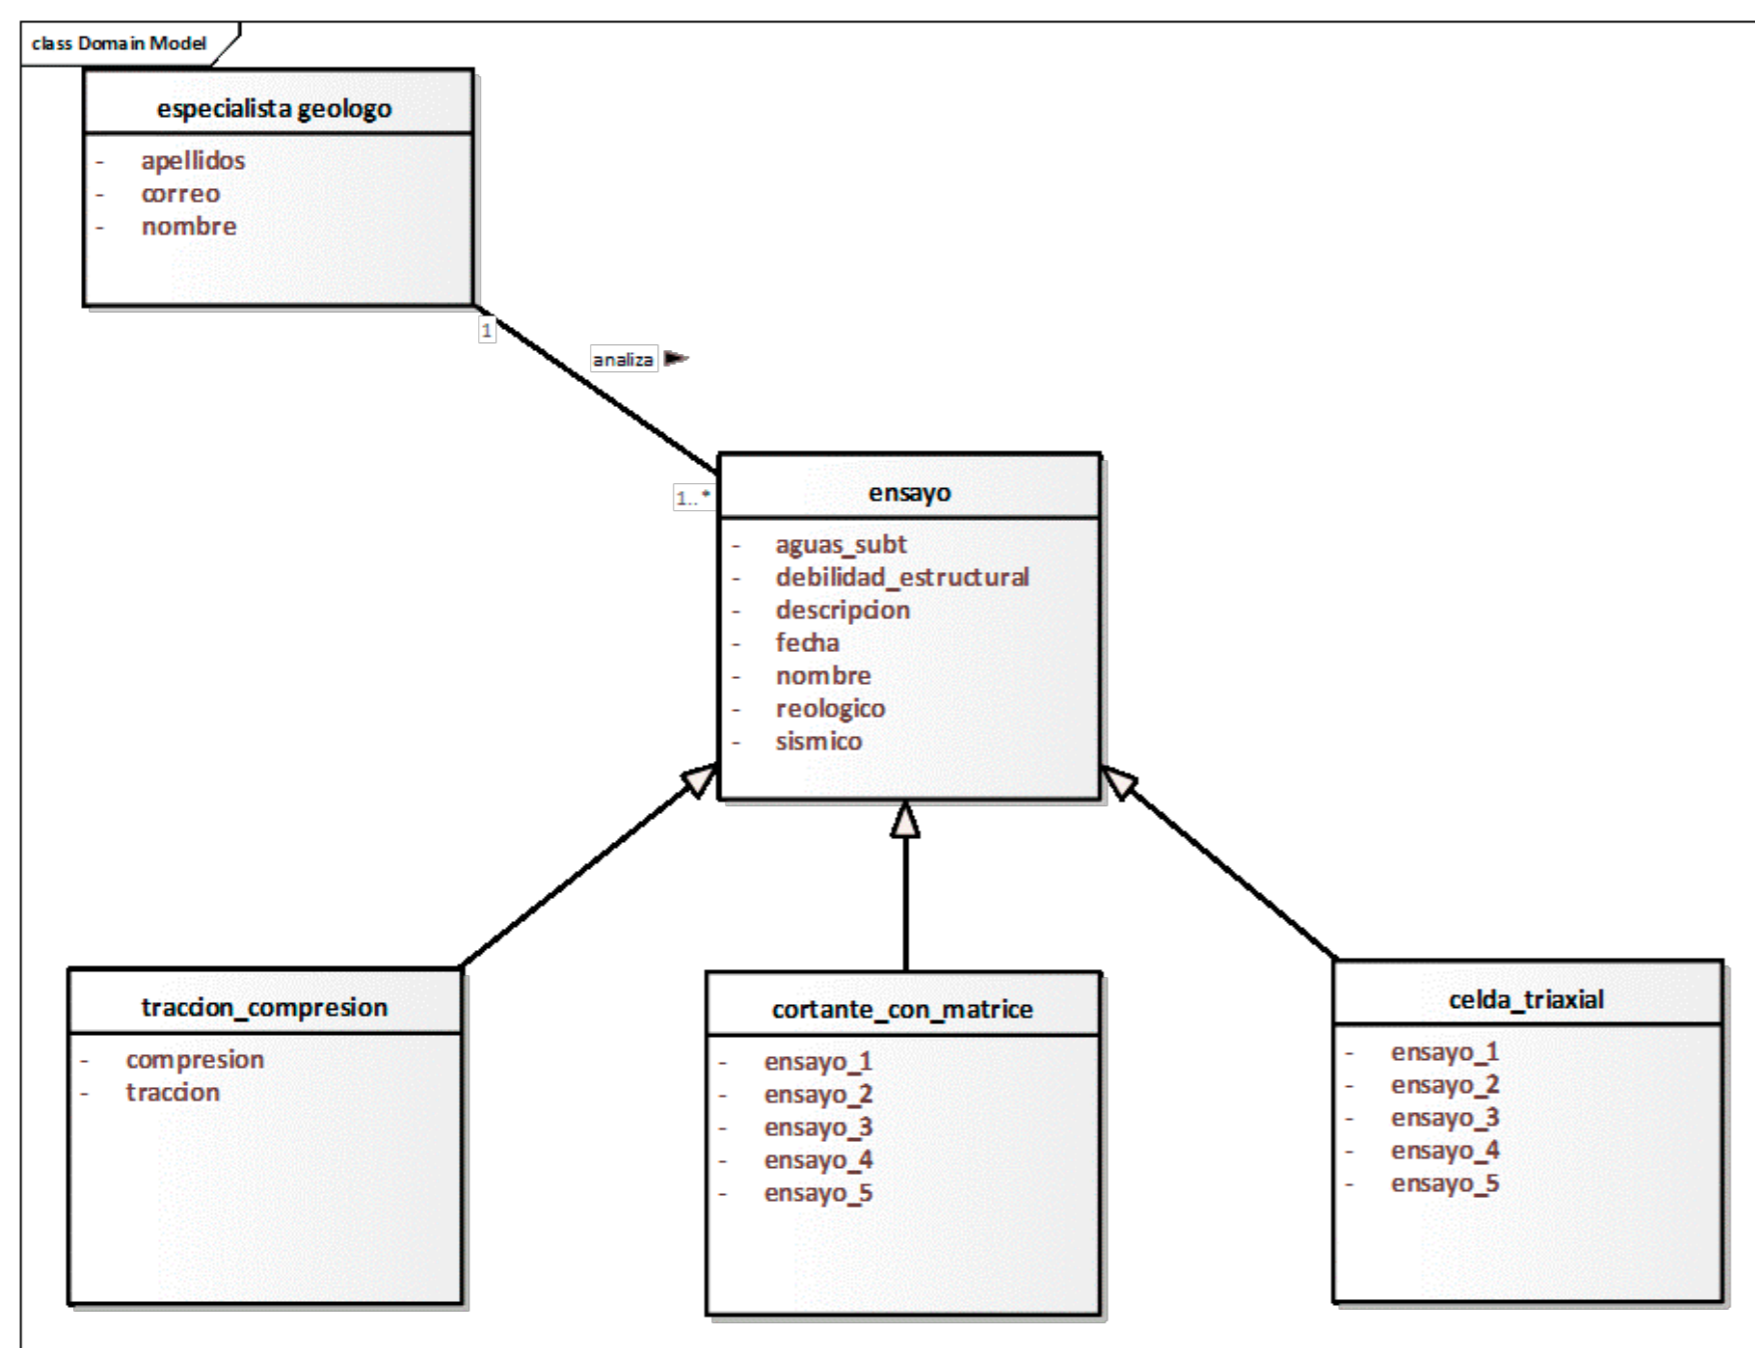 class Domain Model
especialista geologo
- apellidos
- correo
- nombre
1
analiza
1..*
ensayo
- aguas_subt
- debilidad_estructural
- descripcion
- fecha
- nombre
- reologico
- sismico
traccion_compresion
- compresion
- traccion
cortante_con_matrice
- ensayo_1
- ensayo_2
- ensayo_3
- ensayo_4
- ensayo_5
celda_triaxial
- ensayo_1
- ensayo_2
- ensayo_3
- ensayo_4
- ensayo_5